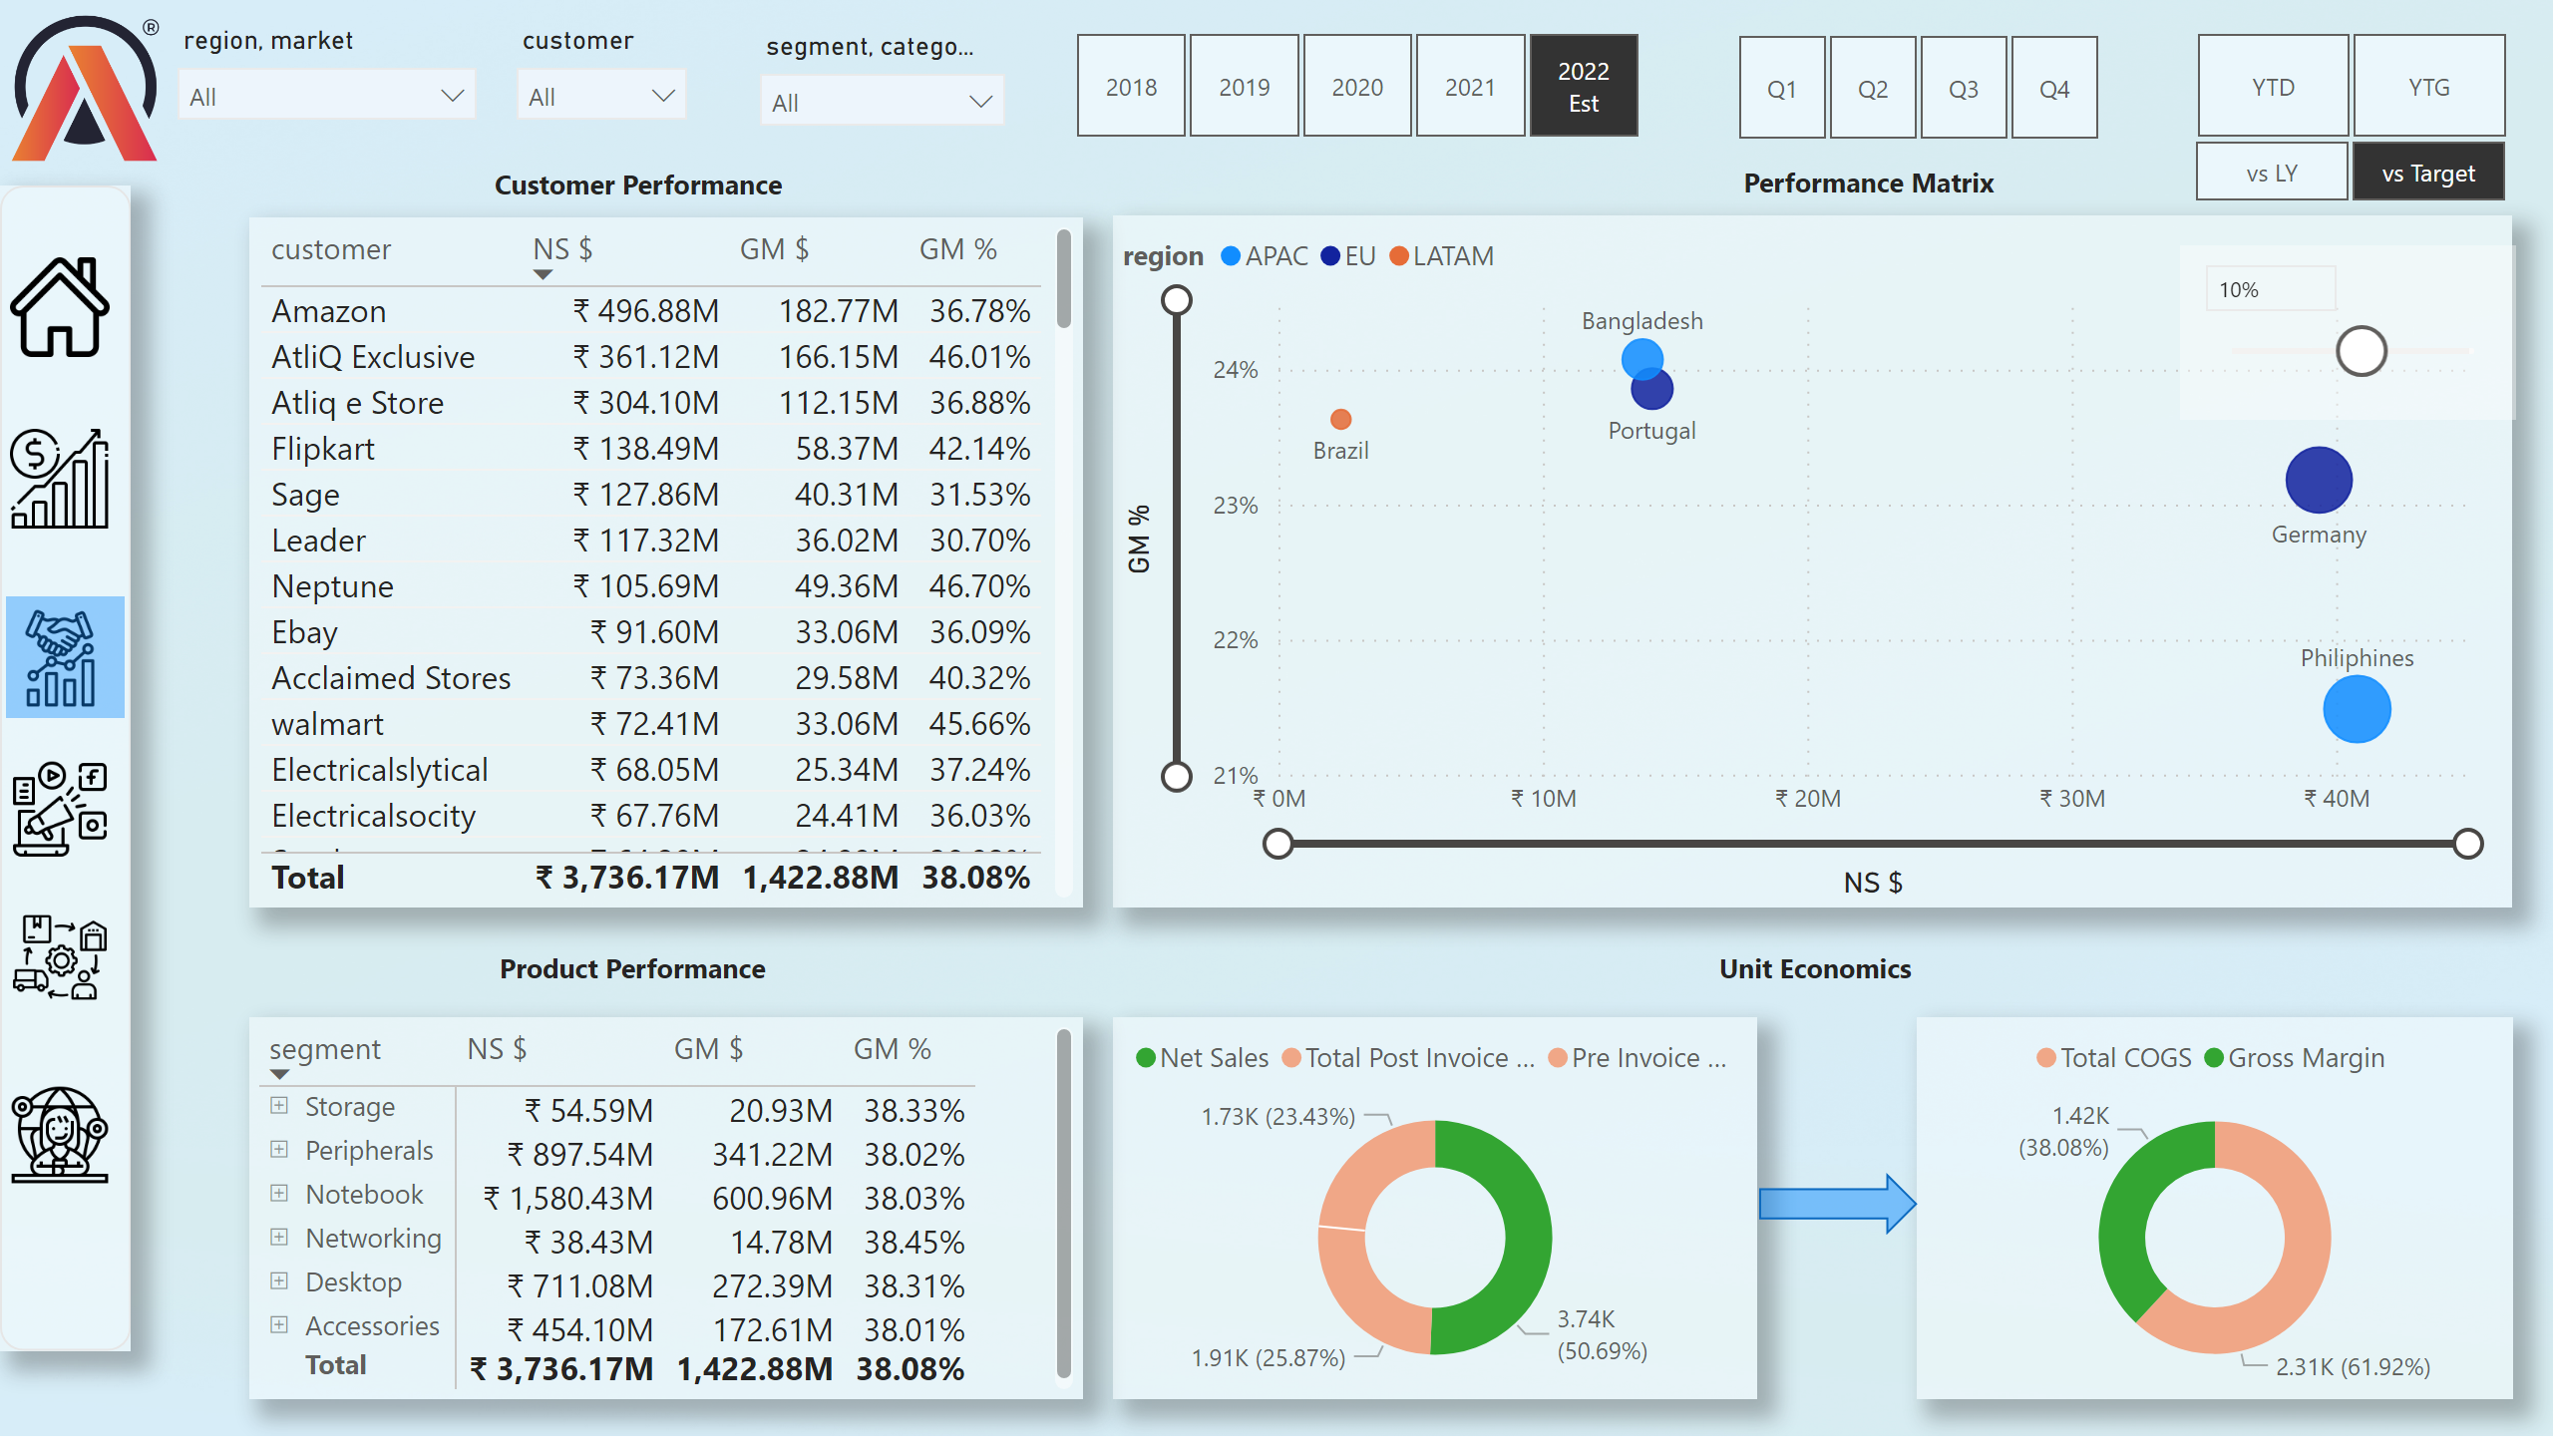 ®
region, market
customer
segment, catego...
All
All
All
2018
2019
2020
2021
2022
Est
Q1
Q2
Q3
Q4
YTD
YTG
vs LY
vs Target
Customer Performance
customer NS $ GM $ GM %
Amazon ₹ 496.88M 182.77M 36.78%
AtliQ Exclusive ₹ 361.12M 166.15M 46.01%
Atliq e Store ₹ 304.10M 112.15M 36.88%
Flipkart ₹ 138.49M 58.37M 42.14%
Sage ₹ 127.86M 40.31M 31.53%
Leader ₹ 117.32M 36.02M 30.70%
Neptune ₹ 105.69M 49.36M 46.70%
Ebay ₹ 91.60M 33.06M 36.09%
Acclaimed Stores ₹ 73.36M 29.58M 40.32%
walmart ₹ 72.41M 33.06M 45.66%
Electricalslytical ₹ 68.05M 25.34M 37.24%
Electricalsocity ₹ 67.76M 24.41M 36.03%
Total ₹ 3,736.17M 1,422.88M 38.08%
Performance Matrix
region APAC EU LATAM
10%
Bangladesh
Portugal
Brazil
Germany
Philiphines
GM %
24%
23%
22%
21%
₹ 0M ₹ 10M ₹ 20M ₹ 30M ₹ 40M
NS $
Product Performance
segment NS $ GM $ GM %
Storage ₹ 54.59M 20.93M 38.33%
Peripherals ₹ 897.54M 341.22M 38.02%
Notebook ₹ 1,580.43M 600.96M 38.03%
Networking ₹ 38.43M 14.78M 38.45%
Desktop ₹ 711.08M 272.39M 38.31%
Accessories ₹ 454.10M 172.61M 38.01%
Total ₹ 3,736.17M 1,422.88M 38.08%
Unit Economics
Net Sales Total Post Invoice ... Pre Invoice ...
1.73K (23.43%)
3.74K
(50.69%)
1.91K (25.87%)
Total COGS Gross Margin
1.42K
(38.08%)
2.31K (61.92%)